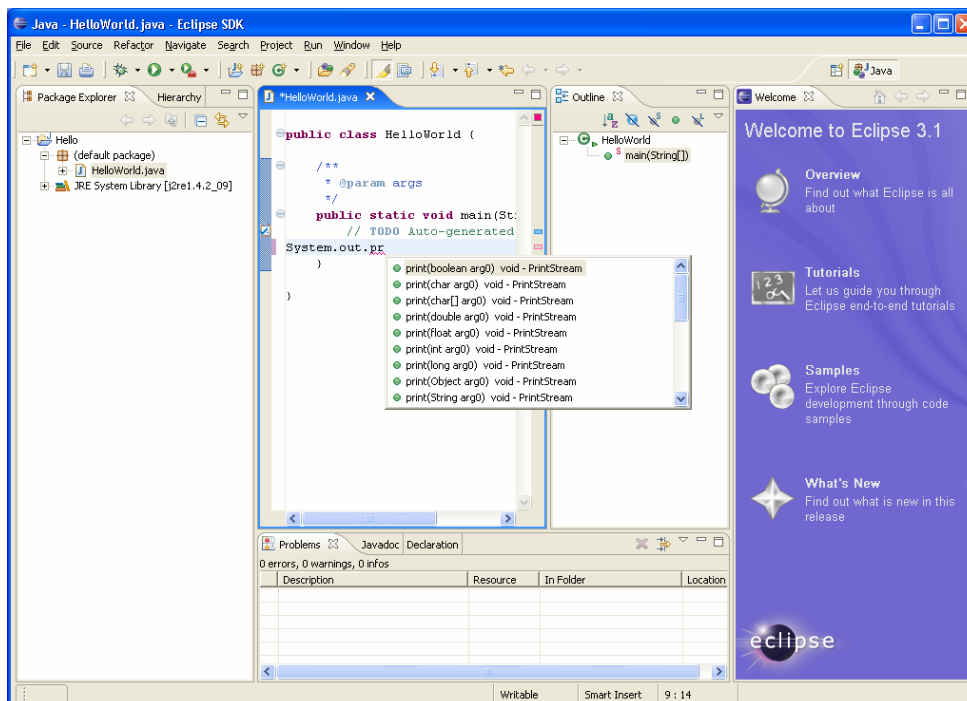 Java - HelloWorld.java - Eclipse SDK
File Edit Source Refactor Navigate Search Project Run Window Help
Java
Package Explorer Hierarchy
Hello
(default package)
HelloWorld.java
JRE System Library [j2re1.4.2_09]
*HelloWorld.java
public class HelloWorld {
/**
* @param args
*/
public static void main(Str
// TODO Auto-generated
System.out.pr
}
}
print(boolean arg0) void - PrintStream
print(char arg0) void - PrintStream
print(char[] arg0) void - PrintStream
print(double arg0) void - PrintStream
print(float arg0) void - PrintStream
print(int arg0) void - PrintStream
print(long arg0) void - PrintStream
print(Object arg0) void - PrintStream
print(String arg0) void - PrintStream
Outline
HelloWorld
main(String[])
Welcome
Welcome to Eclipse 3.1
Overview
Find out what Eclipse is all
about
Tutorials
Let us guide you through
Eclipse end-to-end tutorials
Samples
Explore Eclipse
development through code
samples
What's New
Find out what is new in this
release
eclipse
Problems Javadoc Declaration
0 errors, 0 warnings, 0 infos
Description Resource In Folder Location
Writable Smart Insert 9 : 14